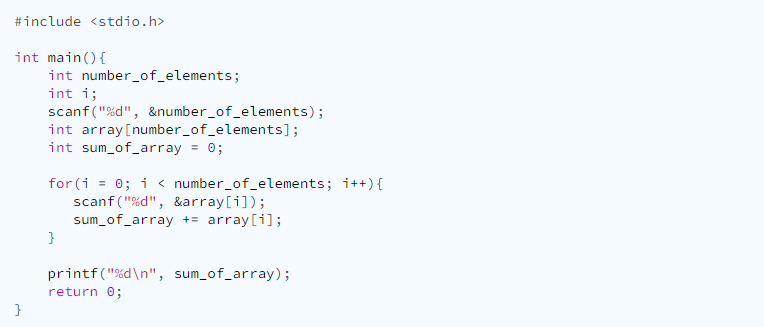 #include <stdio.h>

int main(){
    int number_of_elements;
    int i;
    scanf("%d", &number_of_elements);
    int array[number_of_elements];
    int sum_of_array = 0;

    for(i = 0; i < number_of_elements; i++){
       scanf("%d", &array[i]);
       sum_of_array += array[i];
    }

    printf("%d\n", sum_of_array);
    return 0;
}